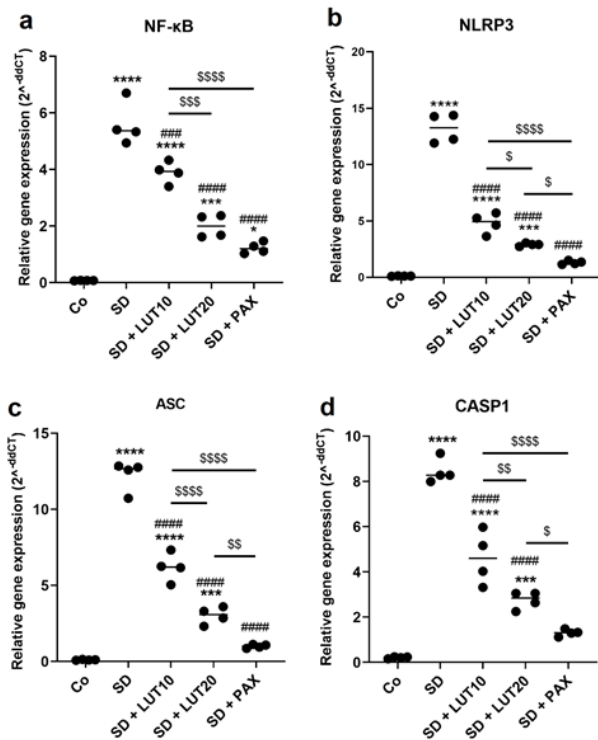 a
NF-κB
Relative gene expression (2^-ddCT)
8
6
4
2
0
****
###
****
####
***
####
*
$$$$
$$$
Co
SD
SD + LUT10
SD + LUT20
SD + PAX
b
NLRP3
Relative gene expression (2^-ddCT)
20
15
10
5
0
****
####
****
####
***
####
$$$$
$
$
Co
SD
SD + LUT10
SD + LUT20
SD + PAX
c
ASC
Relative gene expression (2^-ddCT)
15
10
5
0
****
####
****
####
***
####
$$$$
$$$$
$$
Co
SD
SD + LUT10
SD + LUT20
SD + PAX
d
CASP1
Relative gene expression (2^-ddCT)
10
8
6
4
2
0
****
####
****
####
***
$$$$
$$
$
Co
SD
SD + LUT10
SD + LUT20
SD + PAX